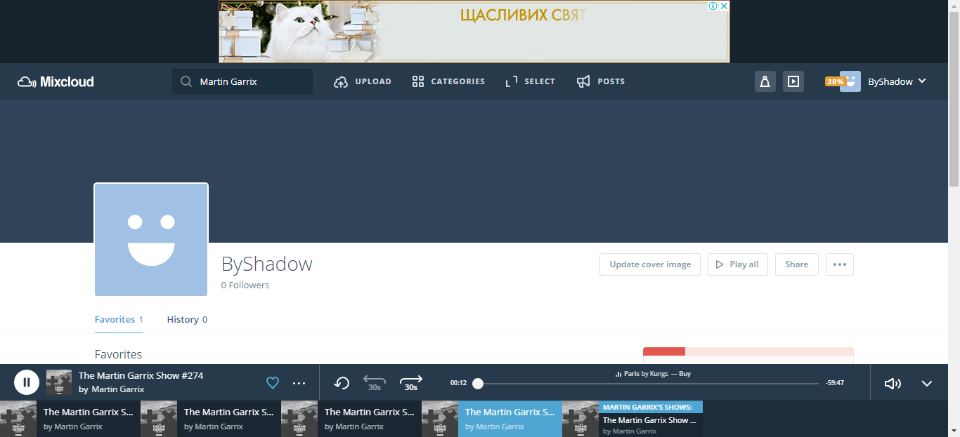 ЩАСЛИВИХ СВЯТ
Mixcloud
Martin Garrix
UPLOAD
CATEGORIES
SELECT
POSTS
20%
ByShadow
ByShadow
0 Followers
Update cover image
Play all
Share
Favorites 1
History 0
Favorites
The Martin Garrix Show #274
by Martin Garrix
30s
30s
00:12
Paris by Kungs — Buy
-59:47
The Martin Garrix S...
by Martin Garrix
The Martin Garrix S...
by Martin Garrix
The Martin Garrix S...
by Martin Garrix
The Martin Garrix S...
by Martin Garrix
MARTIN GARRIX'S SHOWS:
The Martin Garrix Show ...
by Martin Garrix